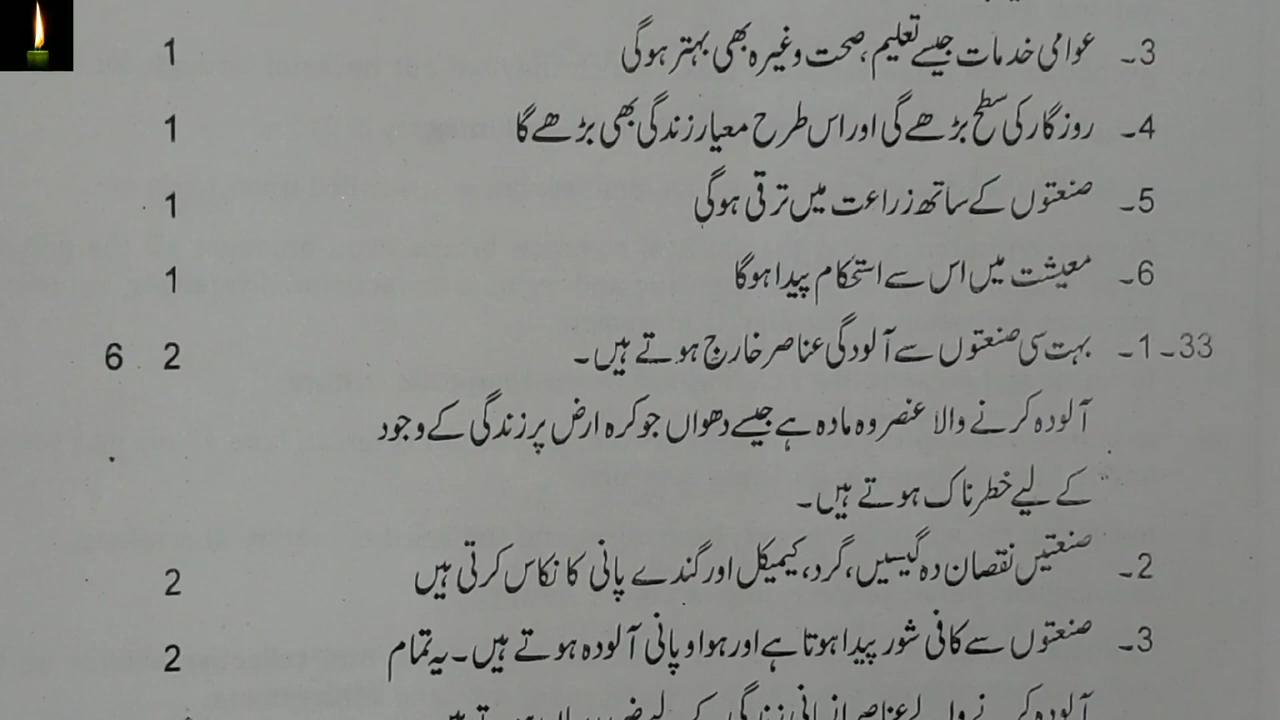 3۔ عوامی خدمات جیسے تعلیم، صحت وغیرہ بھی بہتر ہوگی 1
4۔ روزگار کی سطح بڑھے گی اور اس طرح معیار زندگی بھی بڑھے گا 1
5۔ صنعتوں کے ساتھ زراعت میں ترقی ہوگی 1
6۔ معیشت میں اس سے استحکام پیدا ہوگا 1
33۔1۔ بہت سی صنعتوں سے آلودگی عناصر خارج ہوتے ہیں۔ 2 6
آلودہ کرنے والا عنصر وہ مادہ ہے جیسے دھواں جو کرہ ارض پر زندگی کے وجود
کے لیے خطرناک ہوتے ہیں۔
2۔ صنعتیں نقصان دہ گیسیں، گرد، کیمیکل اور گندے پانی کا نکاس کرتی ہیں 2
3۔ صنعتوں سے کافی شور پیدا ہوتا ہے اور ہوا و پانی آلودہ ہوتے ہیں۔ یہ تمام 2